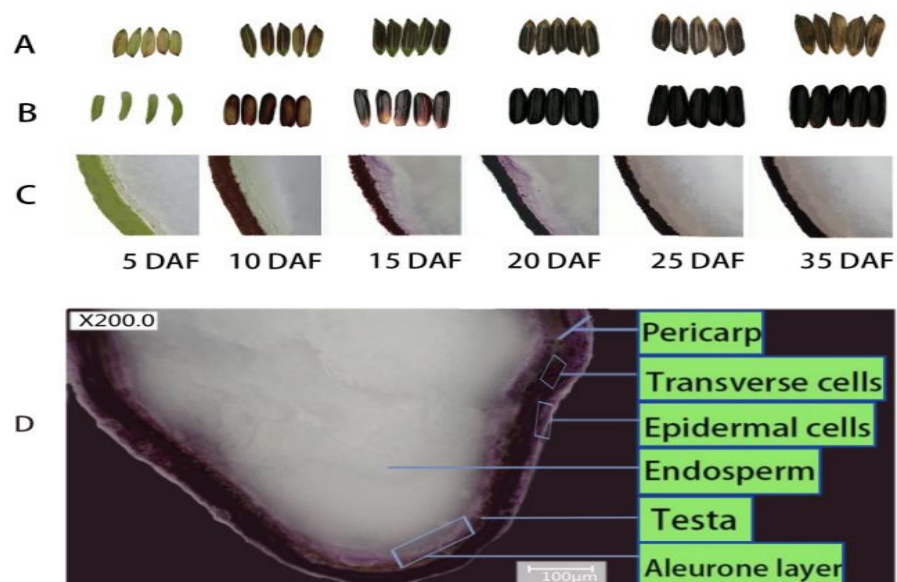 A
B
C
5 DAF 10 DAF 15 DAF 20 DAF 25 DAF 35 DAF
D
X200.0
Pericarp
Transverse cells
Epidermal cells
Endosperm
Testa
Aleurone layer
100μm